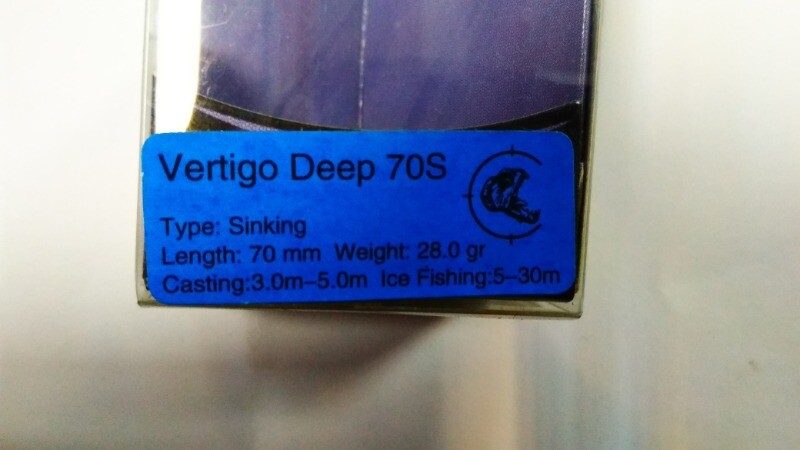 Vertigo Deep 70S
Type: Sinking
Length: 70 mm Weight: 28.0 gr
Casting:3.0m–5.0m Ice Fishing:5–30m